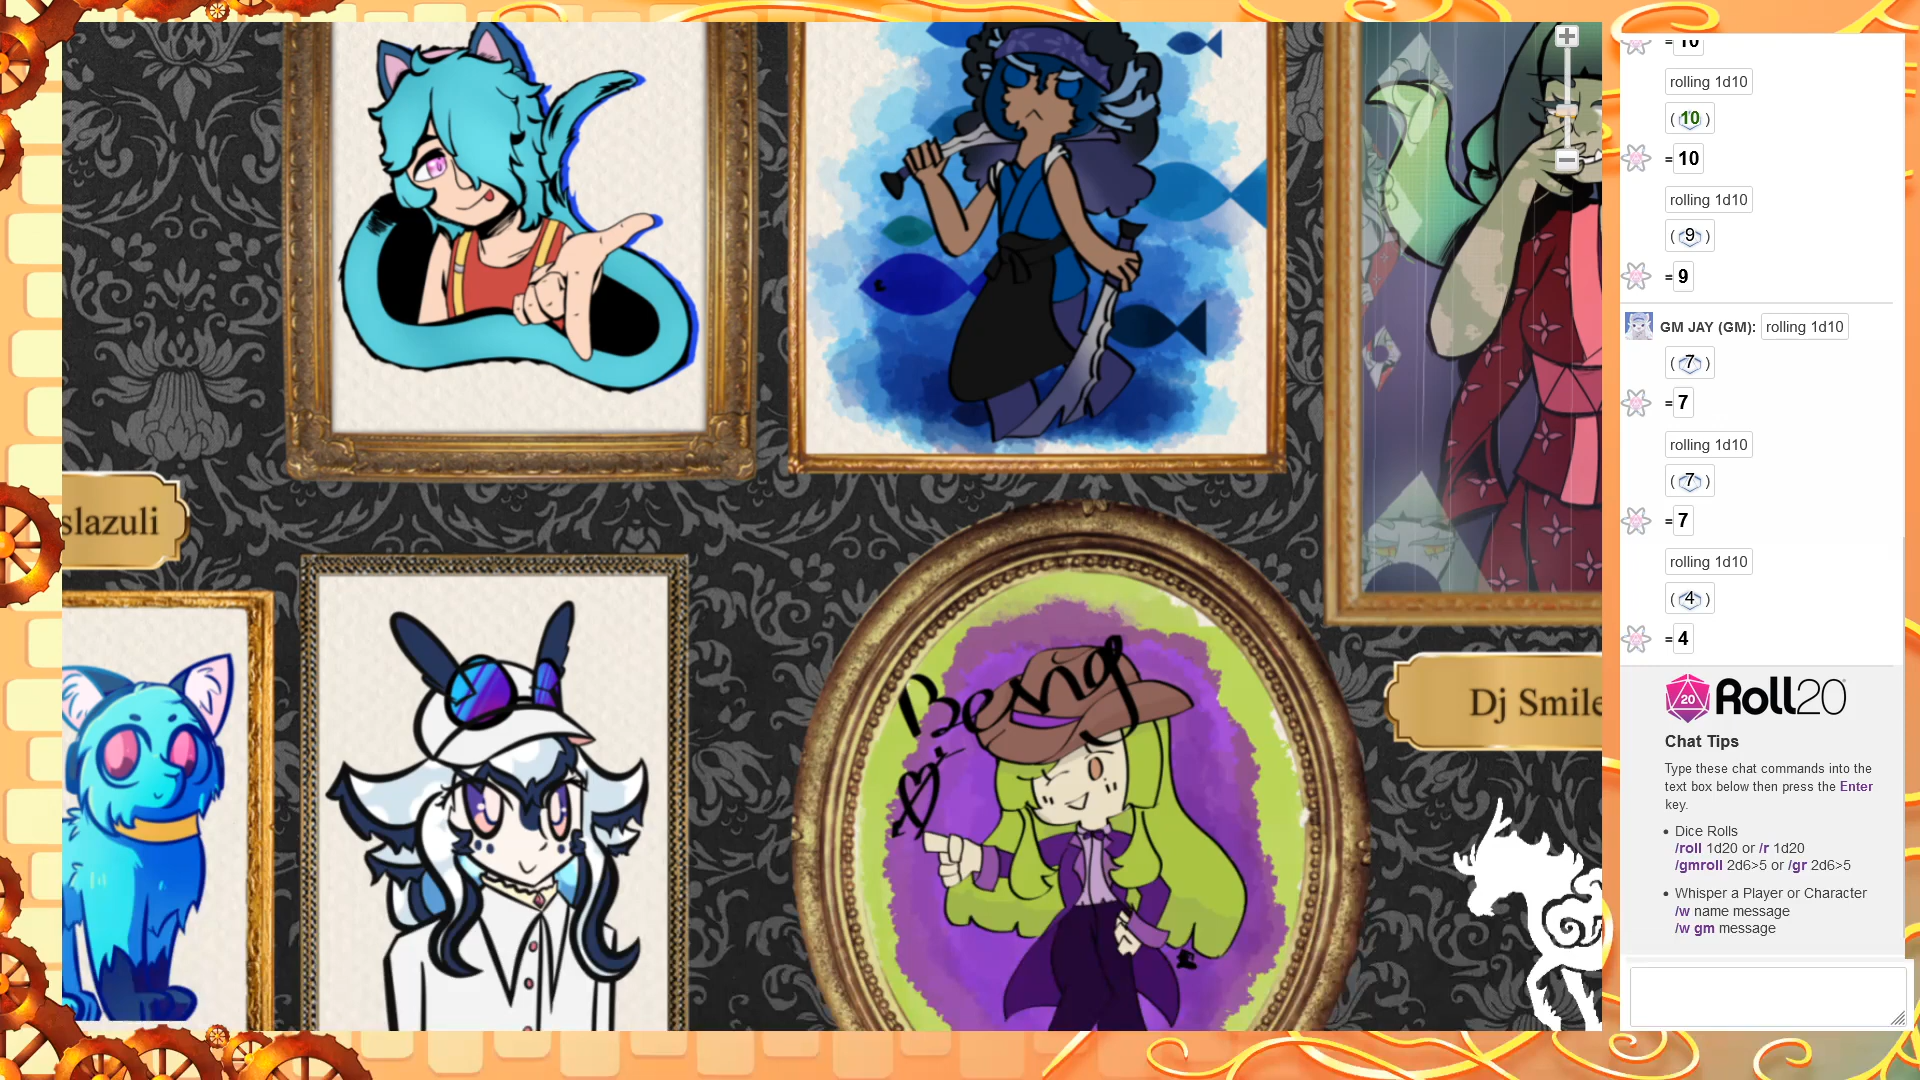 slazuli
Being
Dj Smile
=10
rolling 1d10
(10)
=10
rolling 1d10
(9)
=9
GM JAY (GM): rolling 1d10
(7)
=7
rolling 1d10
(7)
=7
rolling 1d10
(4)
=4
20 Roll20
Chat Tips
Type these chat commands into the
text box below then press the Enter
key.
• Dice Rolls
/roll 1d20 or /r 1d20
/gmroll 2d6>5 or /gr 2d6>5
• Whisper a Player or Character
/w name message
/w gm message